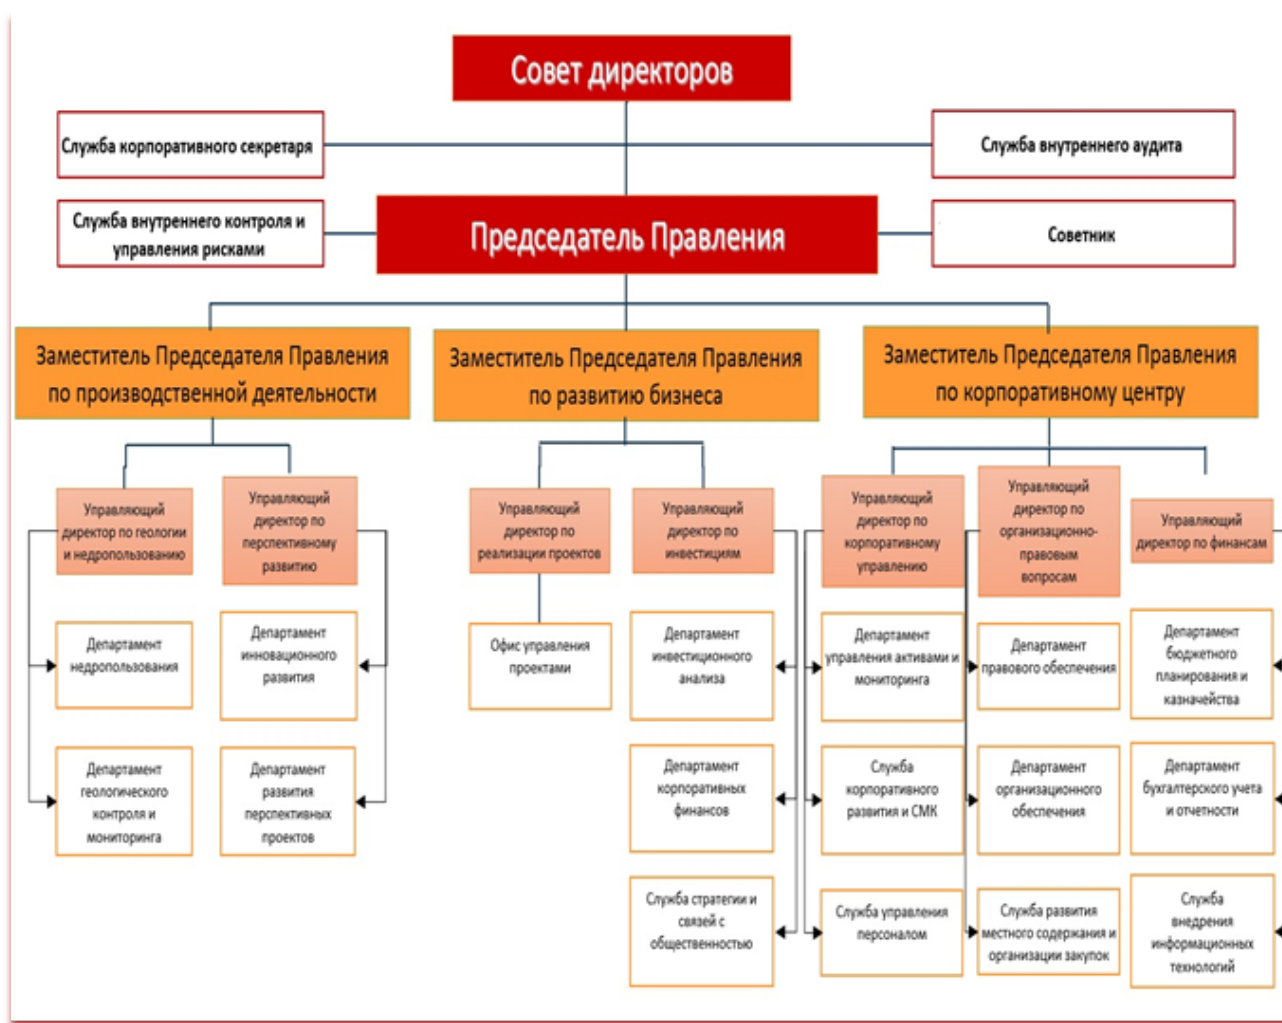 Совет директоров
Служба корпоративного секретаря
Служба внутреннего аудита
Служба внутреннего контроля и
управления рисками
Председатель Правления
Советник
Заместитель Председателя Правления
по производственной деятельности
Заместитель Председателя Правления
по развитию бизнеса
Заместитель Председателя Правления
по корпоративному центру
Управляющий
директор по геологии
и недропользованию
Управляющий
директор по
перспективному
развитию
Управляющий
директор по
реализации проектов
Управляющий
директор по
инвестициям
Управляющий
директор по
корпоративному
управлению
Управляющий
директор по
организационно-
правовым
вопросам
Управляющий
директор по финансам
Департамент
недропользования
Департамент
инновационного
развития
Офис управления
проектами
Департамент
инвестиционного
анализа
Департамент
управления активами и
мониторинга
Департамент
правового обеспечения
Департамент
бюджетного
планирования и
казначейства
Департамент
геологического
контроля и
мониторинга
Департамент
развития
перспективных
проектов
Департамент
корпоративных
финансов
Служба
корпоративного
развития и СМК
Департамент
организационного
обеспечения
Департамент
бухгалтерского учета
и отчетности
Служба стратегии и
связей с
общественностью
Служба управления
персоналом
Служба развития
местного содержания и
организации закупок
Служба
внедрения
информационных
технологий